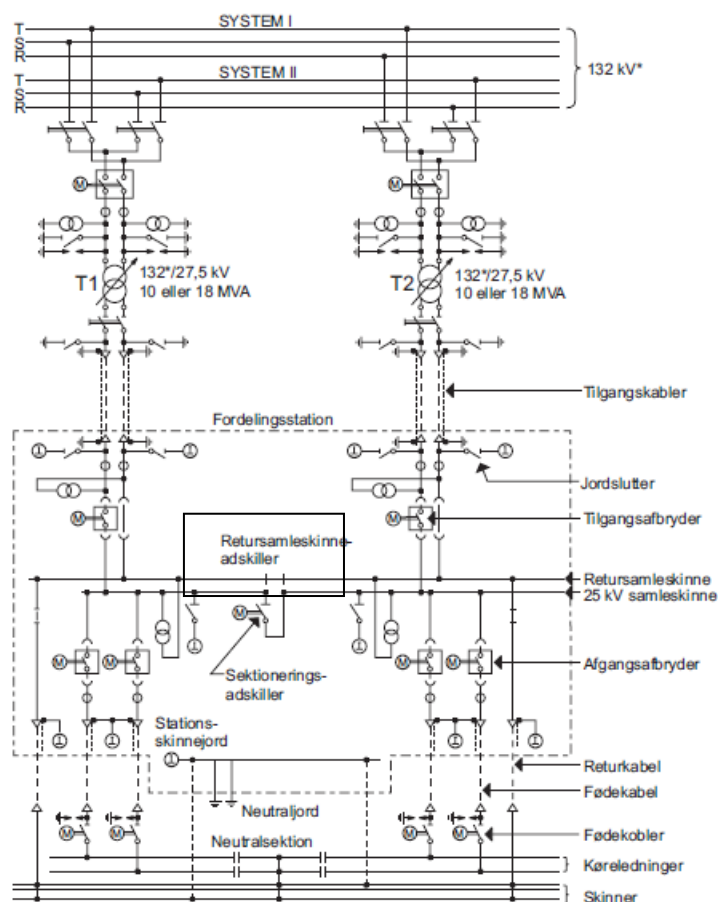 SYSTEM I
T
S
R
SYSTEM II
T
S
R
132 kV*
M
M
T1
132*/27,5 kV
10 eller 18 MVA
T2
132*/27,5 kV
10 eller 18 MVA
Tilgangskabler
Fordelingsstation
Jordslutter
M
M
Tilgangsafbryder
Retursamleskinne-
adskiller
Retursamleskinne
25 kV samleskinne
M
M
M
M
M
Afgangsafbryder
Sektionerings-
adskiller
Stations-
skinnejord
Returkabel
Fødekabel
Neutraljord
M
M
M
M
Fødekobler
Neutralsektion
Køreledninger
Skinner